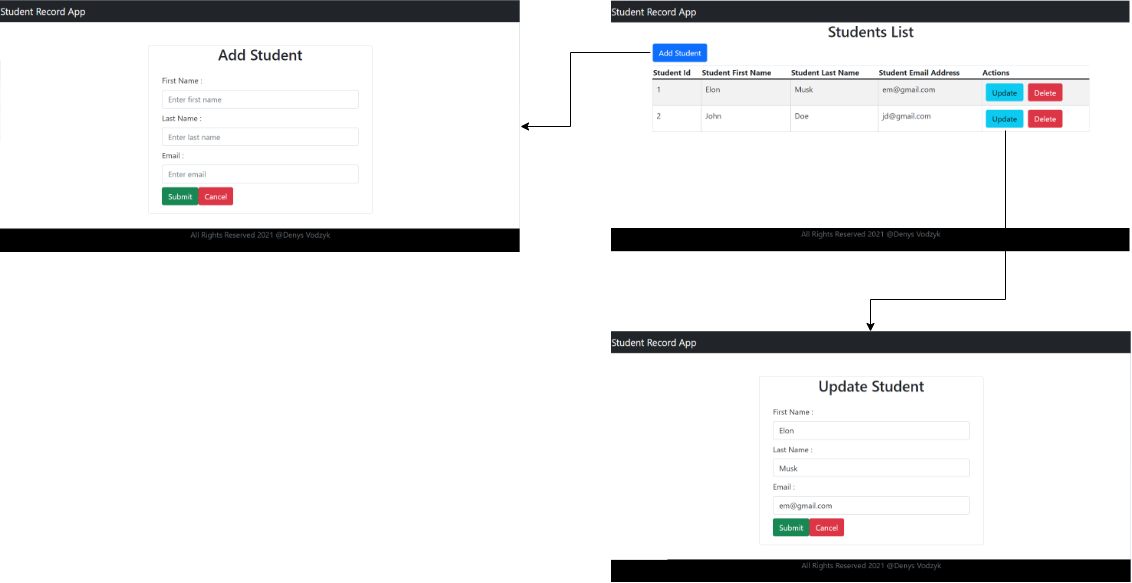 Student Record App
Add Student
First Name :
Enter first name
Last Name :
Enter last name
Email :
Enter email
Submit Cancel
All Rights Reserved 2021 @Denys Vodzyk
Student Record App
Students List
Add Student
Student Id Student First Name Student Last Name Student Email Address Actions
1 Elon Musk em@gmail.com Update Delete
2 John Doe jd@gmail.com Update Delete
All Rights Reserved 2021 @Denys Vodzyk
Student Record App
Update Student
First Name :
Elon
Last Name :
Musk
Email :
em@gmail.com
Submit Cancel
All Rights Reserved 2021 @Denys Vodzyk